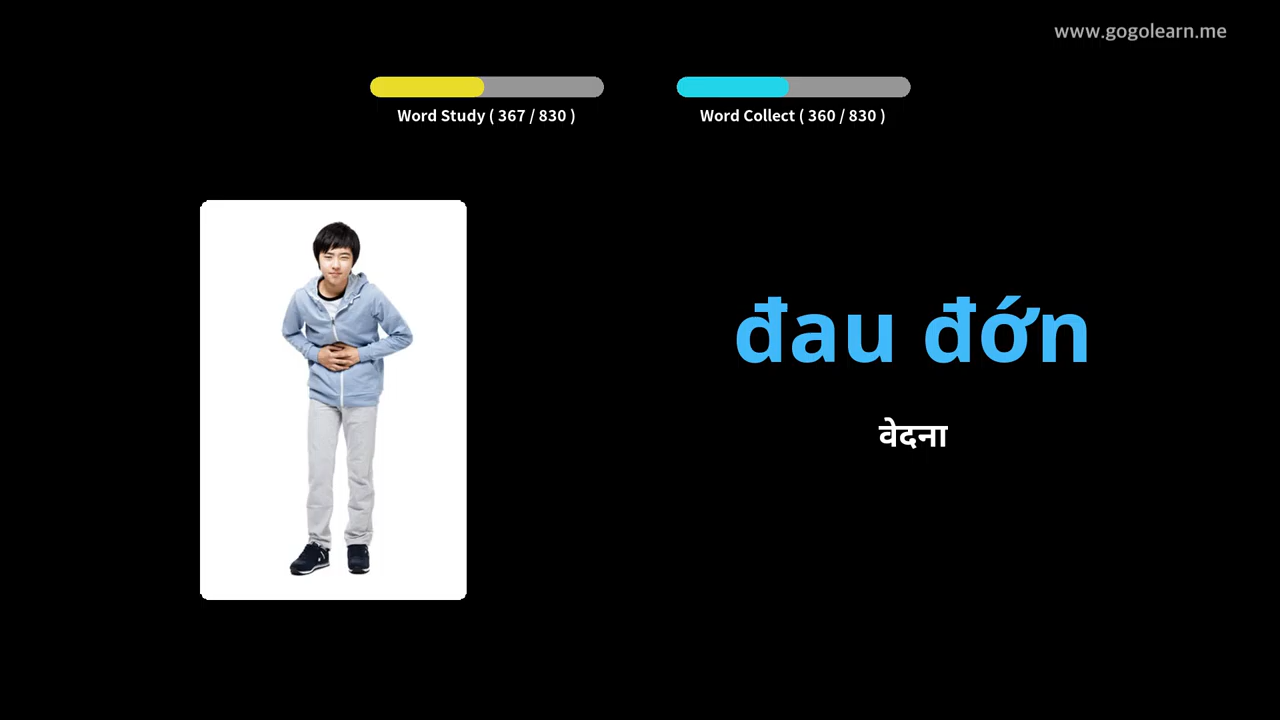 www.gogolearn.me
Word Study ( 367 / 830 )
Word Collect ( 360 / 830 )
đau đớn
वेदना